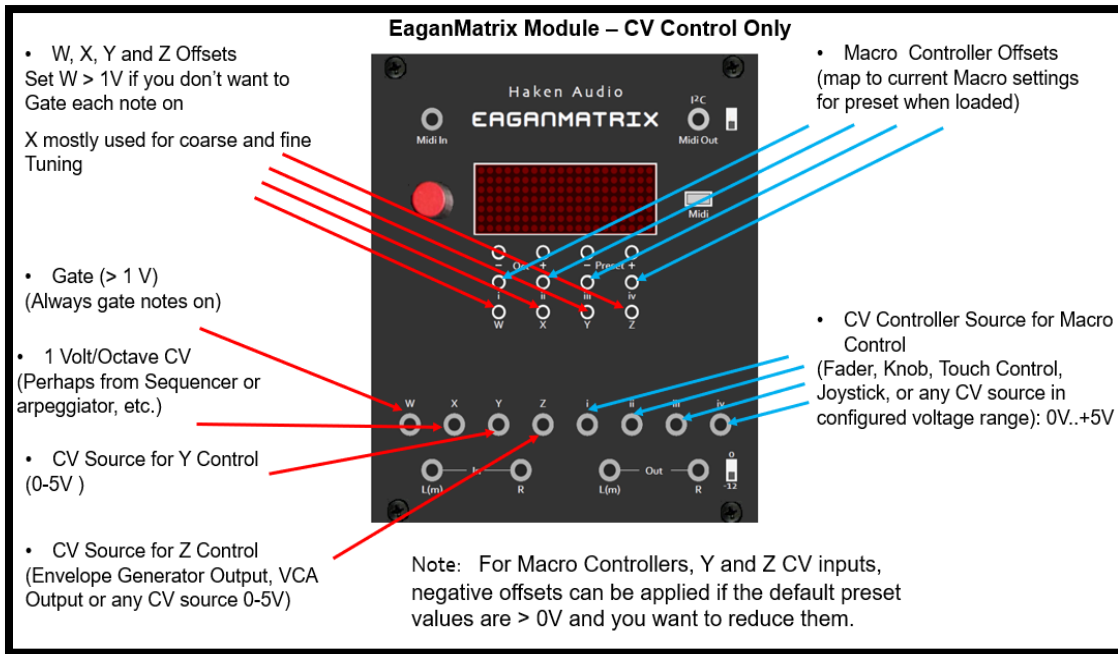 EaganMatrix Module – CV Control Only
• W, X, Y and Z Offsets
Set W > 1V if you don’t want to
Gate each note on
X mostly used for coarse and fine
Tuning
• Gate (> 1 V)
(Always gate notes on)
• 1 Volt/Octave CV
(Perhaps from Sequencer or
arpeggiator, etc.)
• CV Source for Y Control
(0-5V )
• CV Source for Z Control
(Envelope Generator Output, VCA
Output or any CV source 0-5V)
Haken Audio
EAGANMATRIX
Midi In
I²C
Midi Out
Midi
– Oct + – Preset +
i ii iii iv
W X Y Z
W X Y Z i ii iii iv
In Out
L(m) R L(m) R
0
-12
• Macro Controller Offsets
(map to current Macro settings
for preset when loaded)
• CV Controller Source for Macro
Control
(Fader, Knob, Touch Control,
Joystick, or any CV source in
configured voltage range): 0V..+5V
Note: For Macro Controllers, Y and Z CV inputs,
negative offsets can be applied if the default preset
values are > 0V and you want to reduce them.